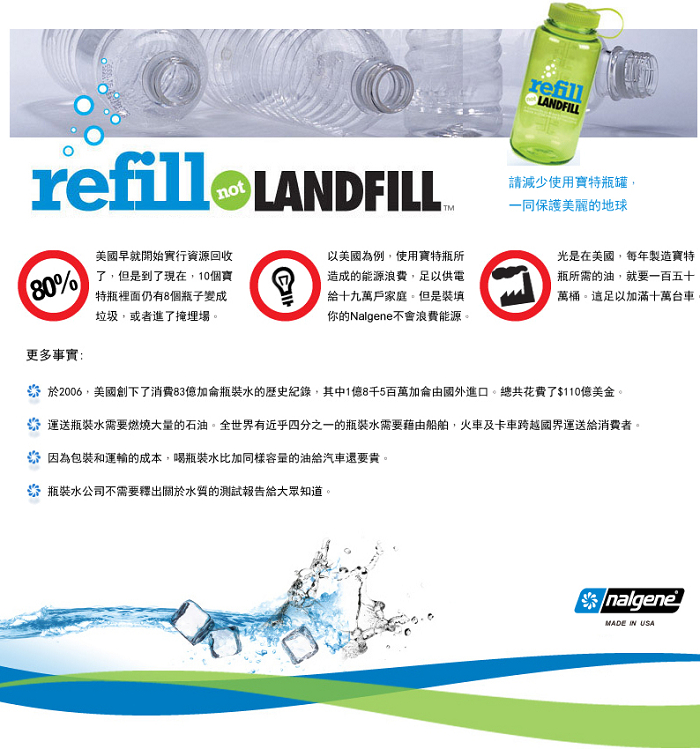 refill
not LANDFILL
refill not LANDFILL™
請減少使用寶特瓶罐，
一同保護美麗的地球
80%
美國早就開始實行資源回收
了，但是到了現在，10個寶
特瓶裡面仍有8個瓶子變成
垃圾，或者進了掩埋場。
以美國為例，使用寶特瓶所
造成的能源浪費，足以供電
給十九萬戶家庭。但是裝填
你的Nalgene不會浪費能源。
光是在美國，每年製造寶特
瓶所需的油，就要一百五十
萬桶。這足以加滿十萬台車。
更多事實:
於2006，美國創下了消費83億加侖瓶裝水的歷史紀錄，其中1億8千5百萬加侖由國外進口。總共花費了$110億美金。
運送瓶裝水需要燃燒大量的石油。全世界有近乎四分之一的瓶裝水需要藉由船舶，火車及卡車跨越國界運送給消費者。
因為包裝和運輸的成本，喝瓶裝水比加同樣容量的油給汽車還要貴。
瓶裝水公司不需要釋出關於水質的測試報告給大眾知道。
nalgene®
MADE IN USA